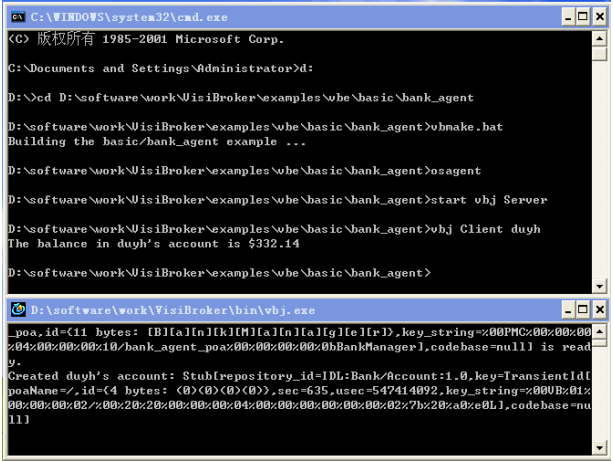 C:\WINDOWS\system32\cmd.exe
(C) 版权所有 1985-2001 Microsoft Corp.
C:\Documents and Settings\Administrator>d:
D:\>cd D:\software\work\VisiBroker\examples\vbe\basic\bank_agent
D:\software\work\VisiBroker\examples\vbe\basic\bank_agent>vbmake.bat
Building the basic/bank_agent example ...
D:\software\work\VisiBroker\examples\vbe\basic\bank_agent>osagent
D:\software\work\VisiBroker\examples\vbe\basic\bank_agent>start vbj Server
D:\software\work\VisiBroker\examples\vbe\basic\bank_agent>vbj Client duyh
The balance in duyh's account is $332.14
D:\software\work\VisiBroker\examples\vbe\basic\bank_agent>
D:\software\work\VisiBroker\bin\vbj.exe
_poa,id={11 bytes: [B][a][n][k][M][a][n][a][g][e][r]},key_string=%00PMC%00%00%00
%04%00%00%00%10/bank_agent_poa%00%00%00%00%0bBankManager],codebase=null] is read
y.
Created duyh's account: Stub[repository_id=IDL:Bank/Account:1.0,key=TransientId[
poaName=/,id={4 bytes: (0)(0)(0)(0)},sec=635,usec=547414092,key_string=%00VB%01%
00%00%00%02/%00%20%20%00%00%00%04%00%00%00%00%00%00%02%7b%20%a0%e0L],codebase=nu
ll]